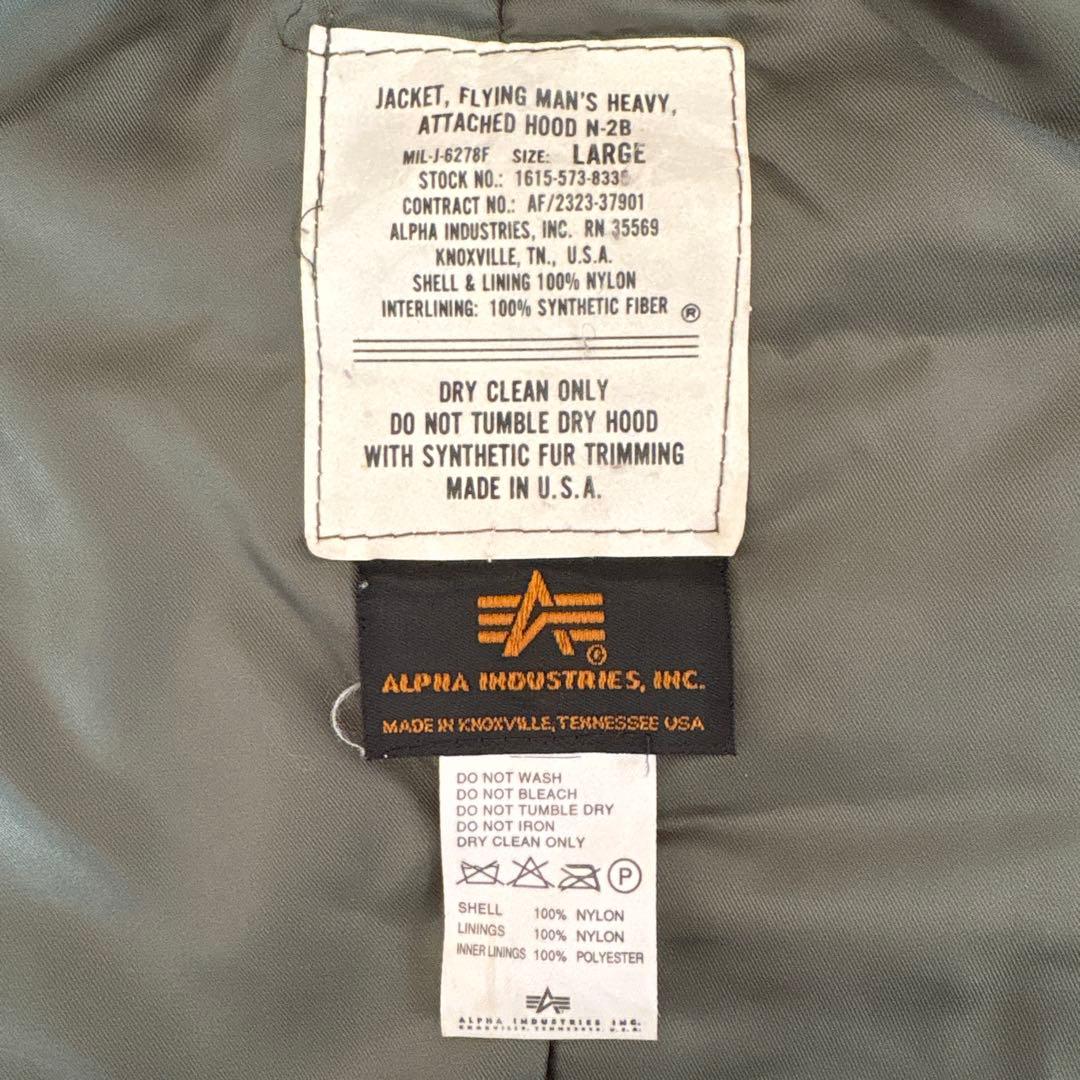 JACKET, FLYING MAN'S HEAVY,
ATTACHED HOOD N-2B
MIL-J-6278F SIZE: LARGE
STOCK NO.: 1615-573-8335
CONTRACT NO.: AF/2323-37901
ALPHA INDUSTRIES, INC. RN 35569
KNOXVILLE, TN., U.S.A.
SHELL & LINING 100% NYLON
INTERLINING: 100% SYNTHETIC FIBER ®
DRY CLEAN ONLY
DO NOT TUMBLE DRY HOOD
WITH SYNTHETIC FUR TRIMMING
MADE IN U.S.A.
ALPHA INDUSTRIES, INC.
MADE IN KNOXVILLE, TENNESSEE USA
DO NOT WASH
DO NOT BLEACH
DO NOT TUMBLE DRY
DO NOT IRON
DRY CLEAN ONLY
P
SHELL 100% NYLON
LININGS 100% NYLON
INNER LININGS 100% POLYESTER
ALPHA INDUSTRIES INC.
KNOXVILLE, TENNESSEE, U.S.A.